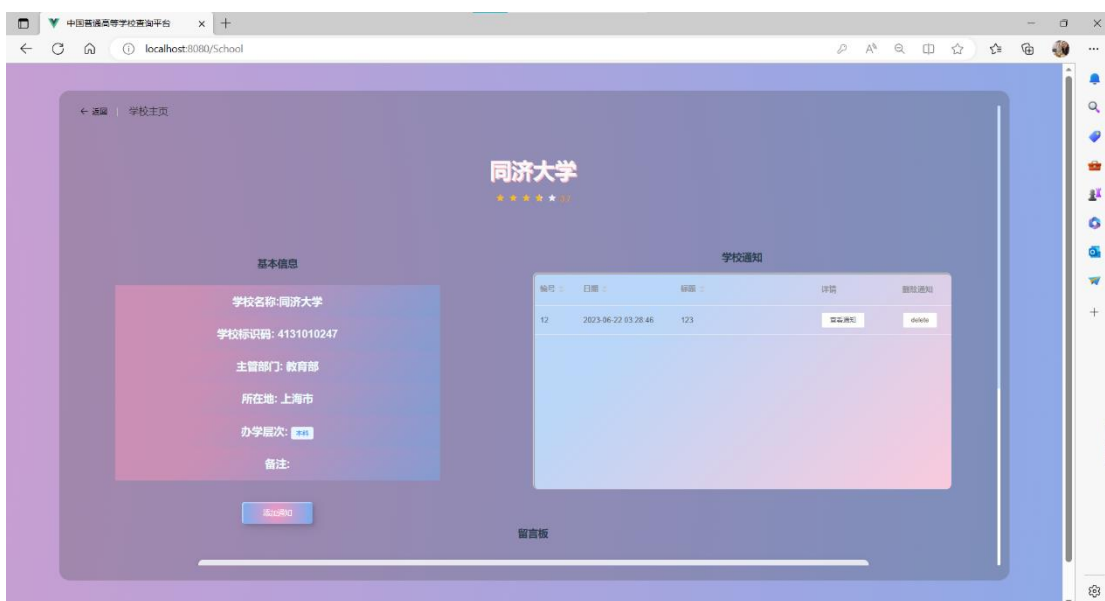 中国普通高等学校查询平台
localhost:8080/School
← 返回 | 学校主页
同济大学
3.7
基本信息
学校名称:同济大学
学校标识码: 4131010247
主管部门: 教育部
所在地: 上海市
办学层次: 本科
备注:
添加通知
学校通知
编号 日期 标题 详情 删除通知
12 2023-06-22 03:28:46 123 查看通知 delete
留言板